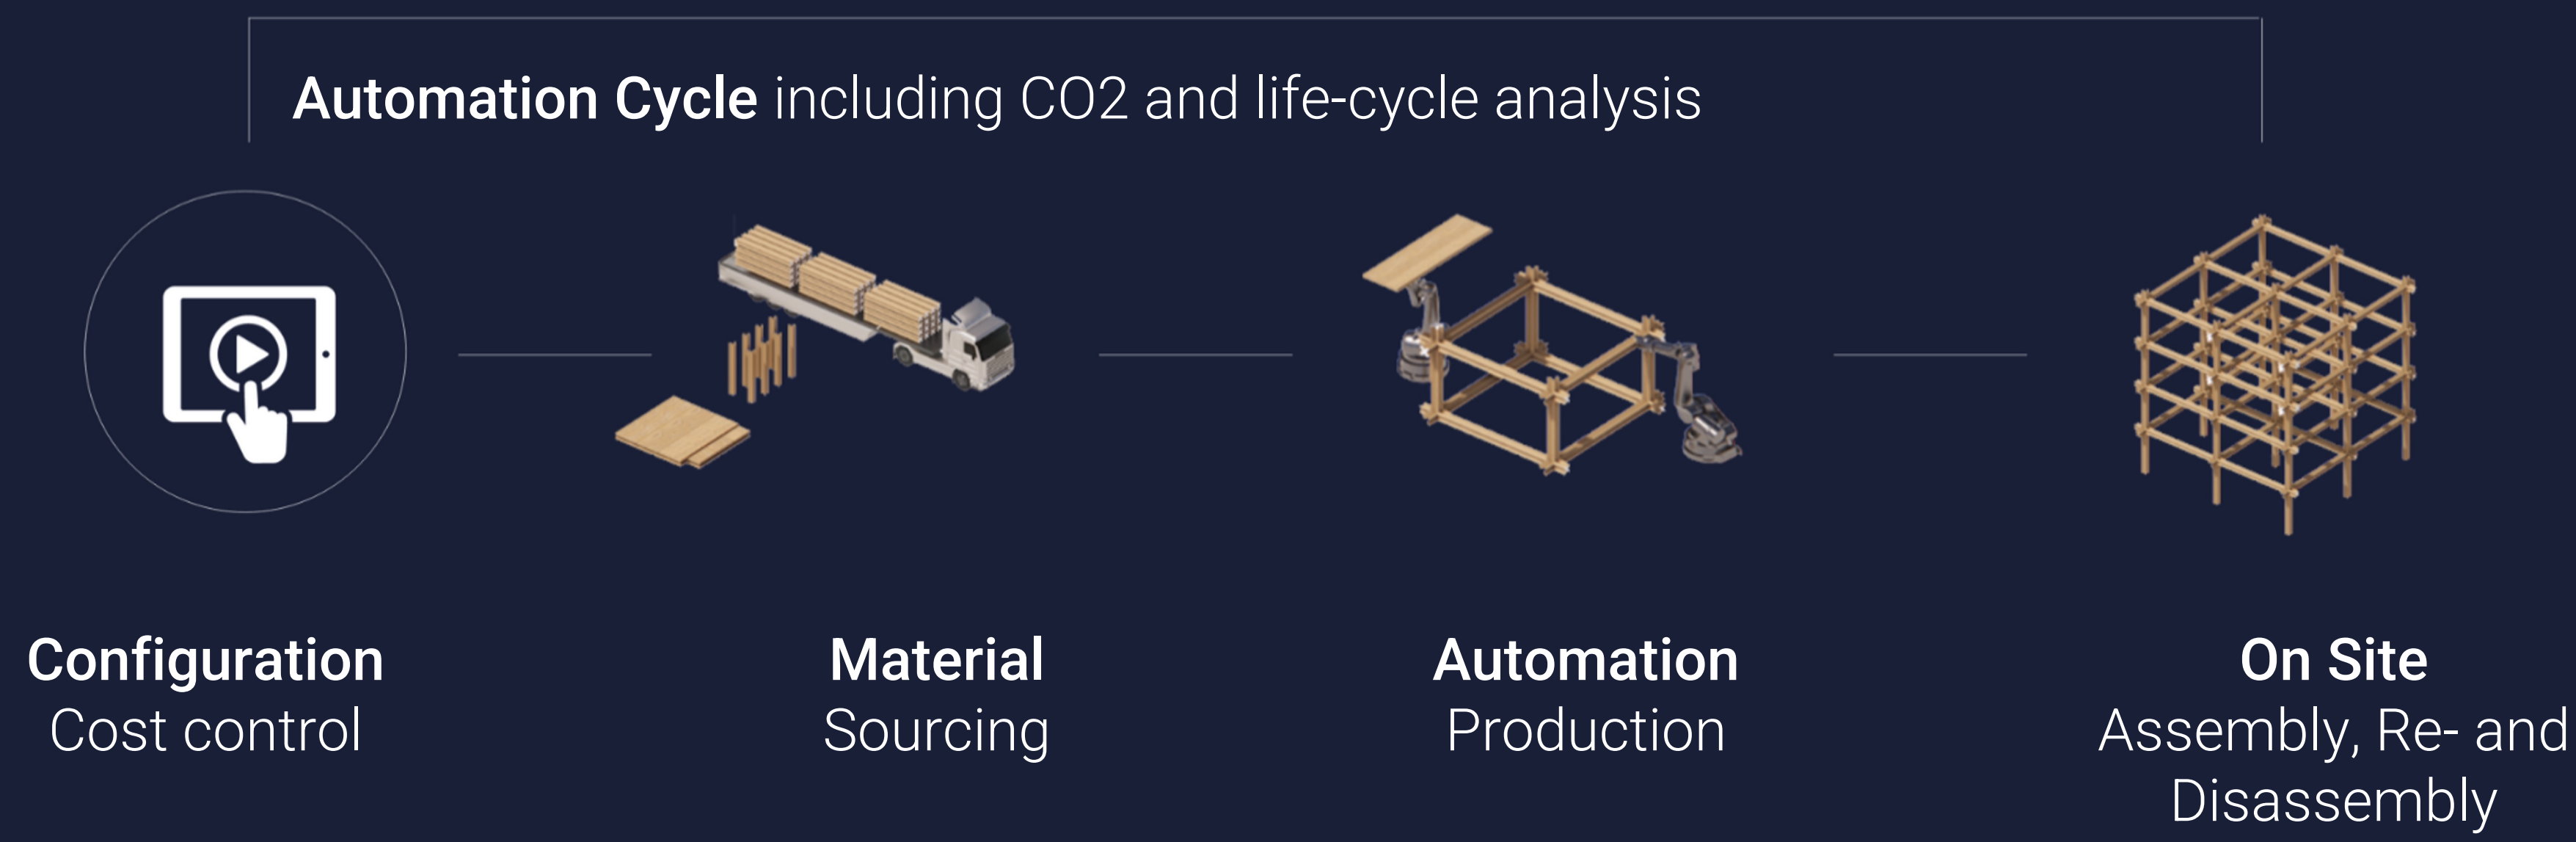 Automation Cycle including CO2 and life-cycle analysis
Configuration
Cost control
Material
Sourcing
Automation
Production
On Site
Assembly, Re- and
Disassembly